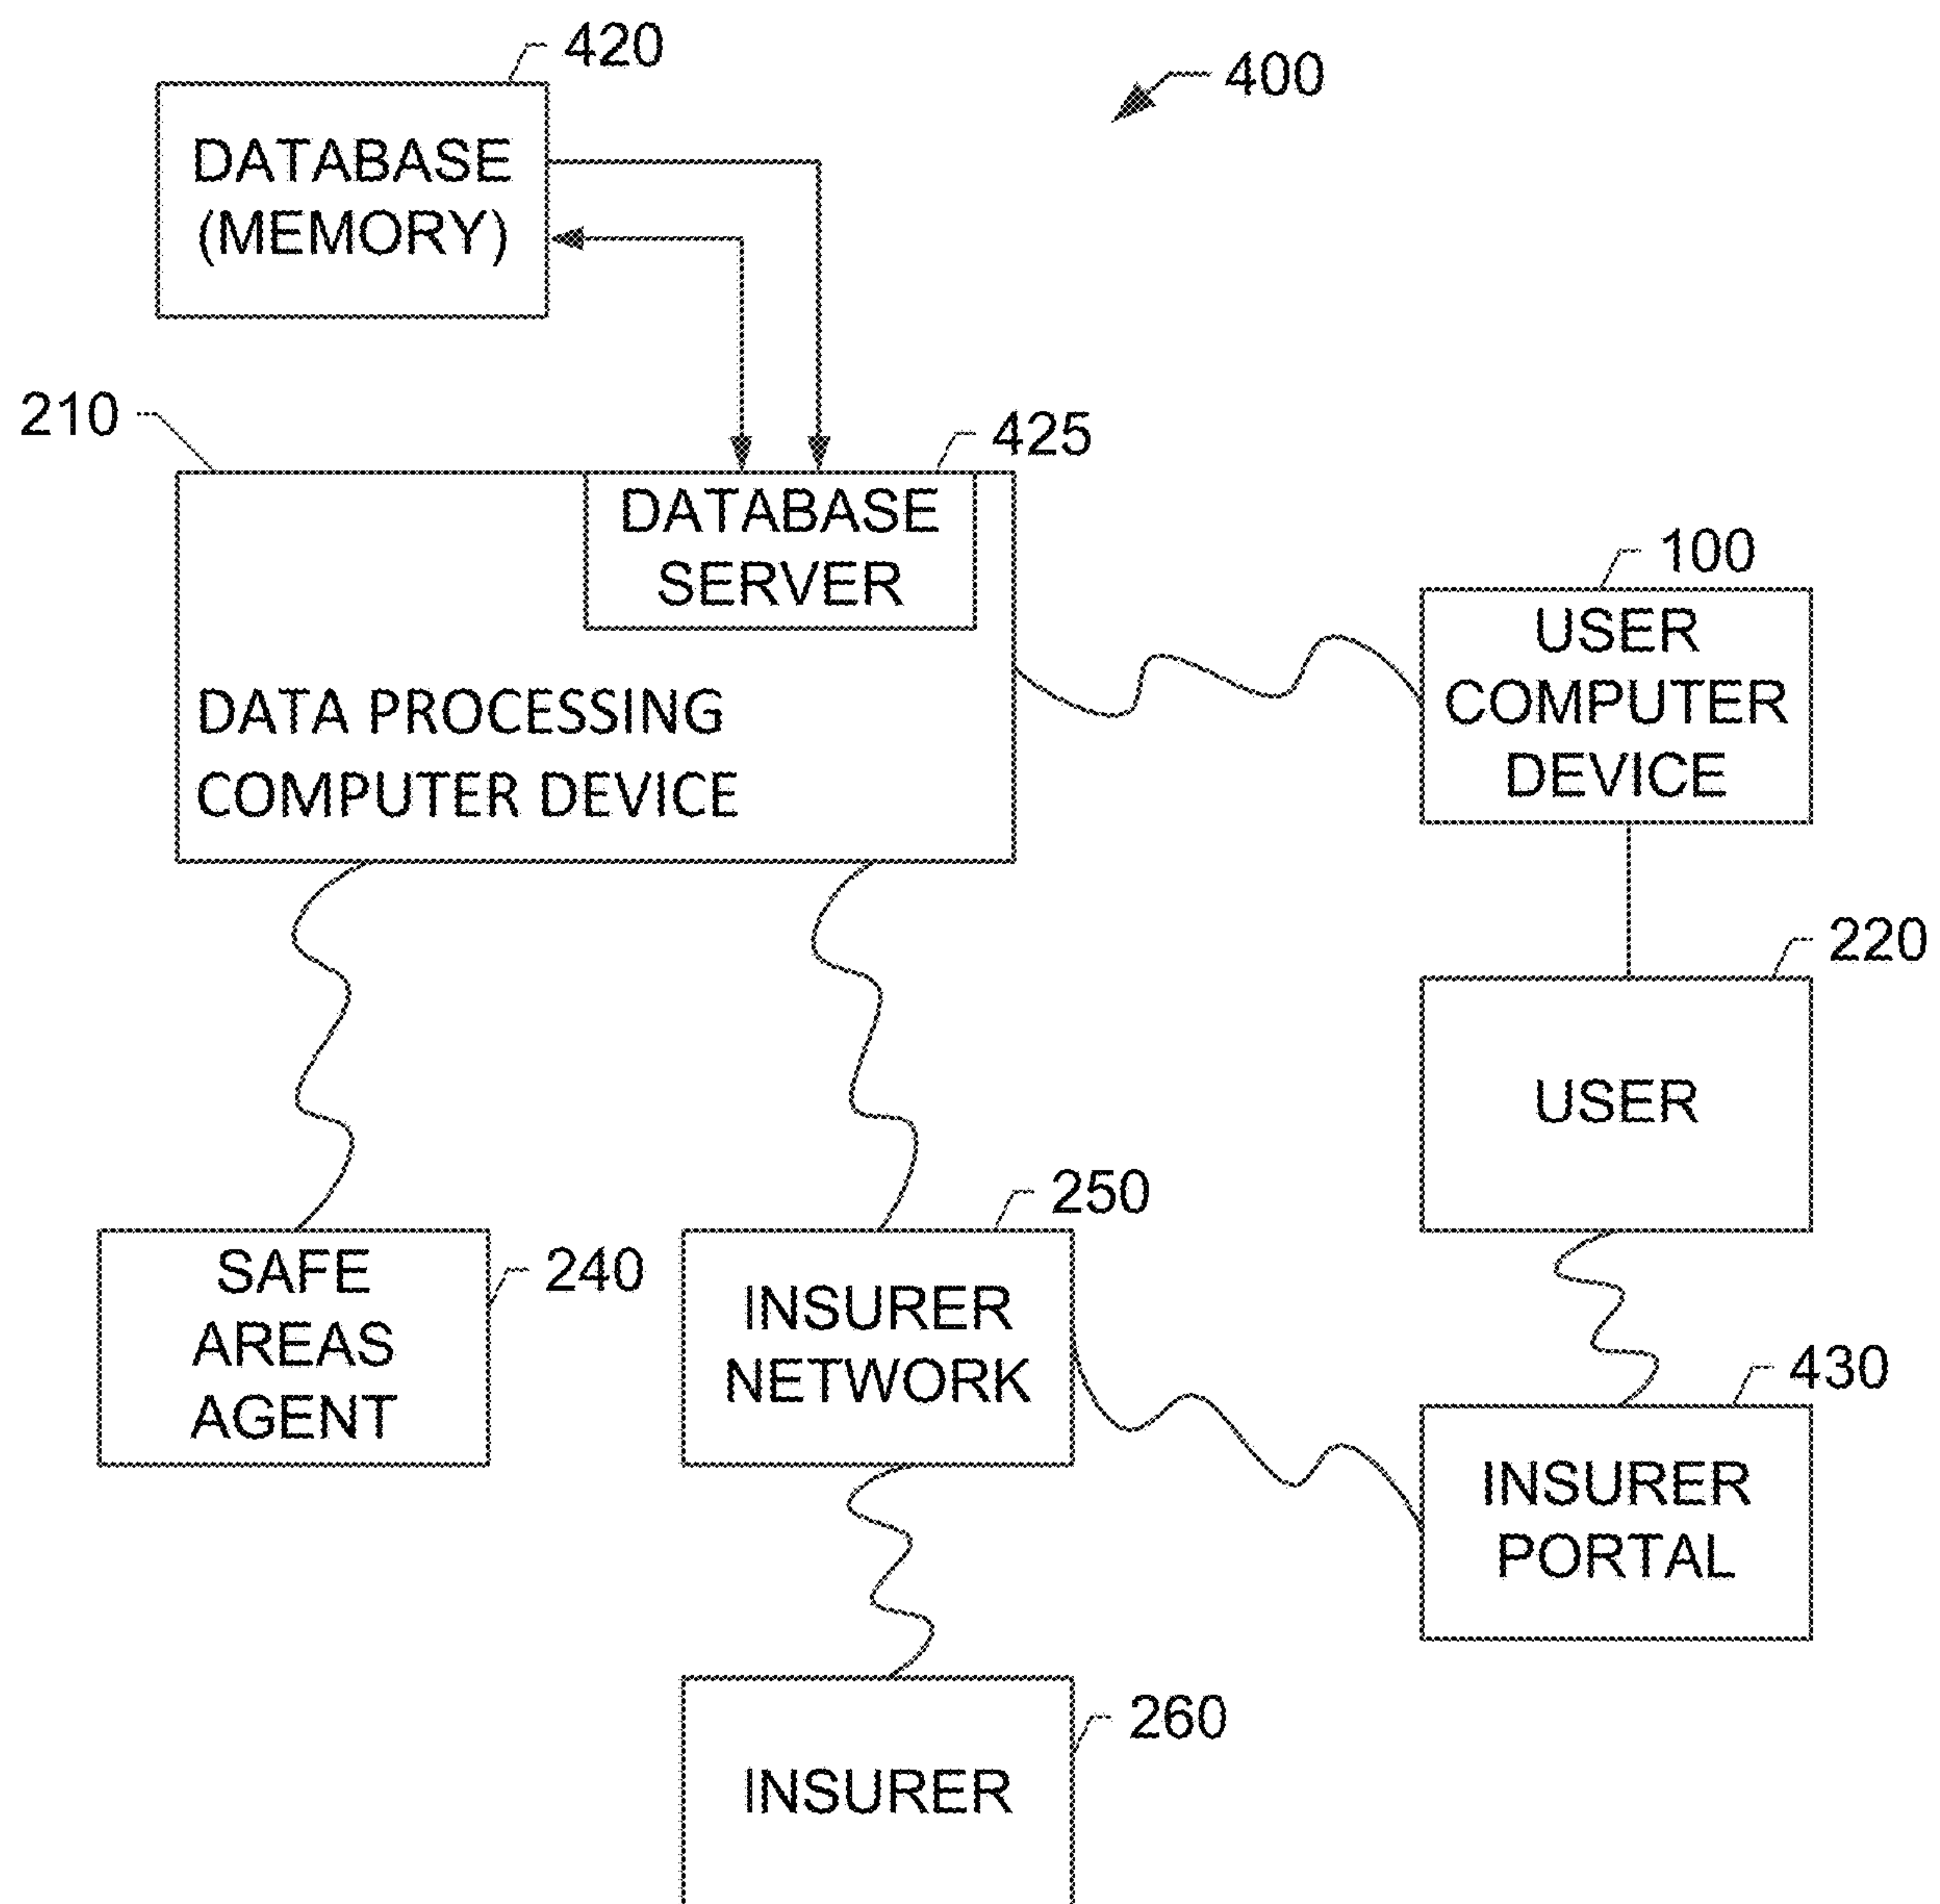 420
400
DATABASE
(MEMORY)
210
425
DATABASE
SERVER
100
USER
COMPUTER
DEVICE
DATA PROCESSING
COMPUTER DEVICE
220
USER
250
240
SAFE
AREAS
AGENT
INSURER
NETWORK
430
INSURER
PORTAL
260
INSURER